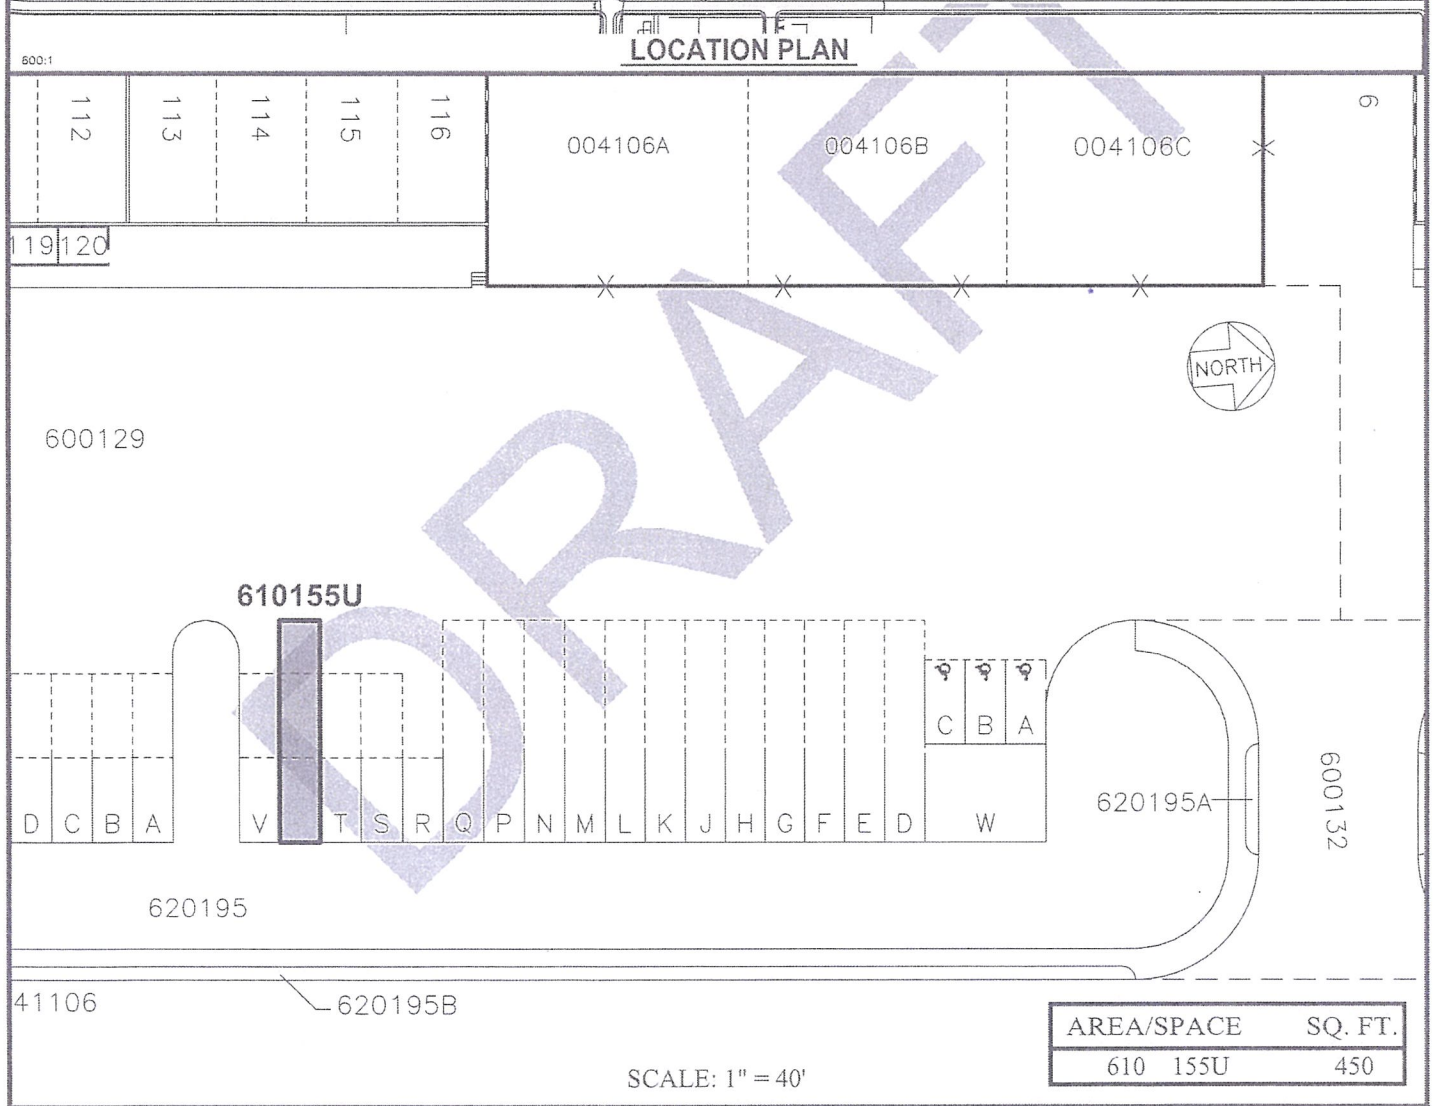 LOCATION PLAN
600:1
112
113
114
115
116
004106A
004106B
004106C
6
119
120
NORTH
600129
610155U
D C B A
V T S R Q P N M L K J H G F E D W
C B A
620195A
600132
620195
41106
620195B
AREA/SPACE SQ. FT.
610 155U 450
SCALE: 1" = 40'
DRAFT